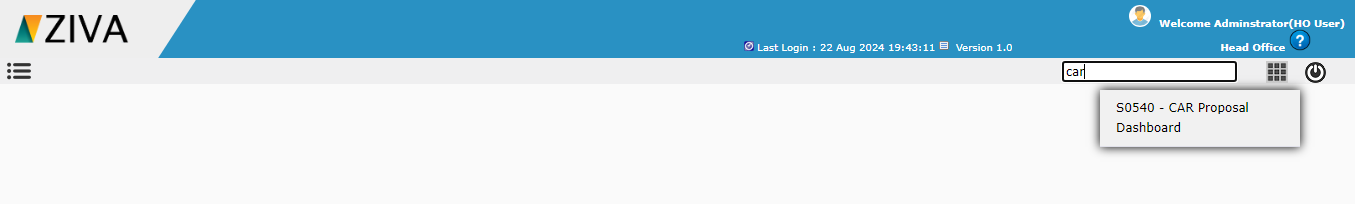 ZIVA
Welcome Adminstrator(HO User)
Last Login : 22 Aug 2024 19:43:11 Version 1.0
Head Office ?
car
S0540 - CAR Proposal
Dashboard